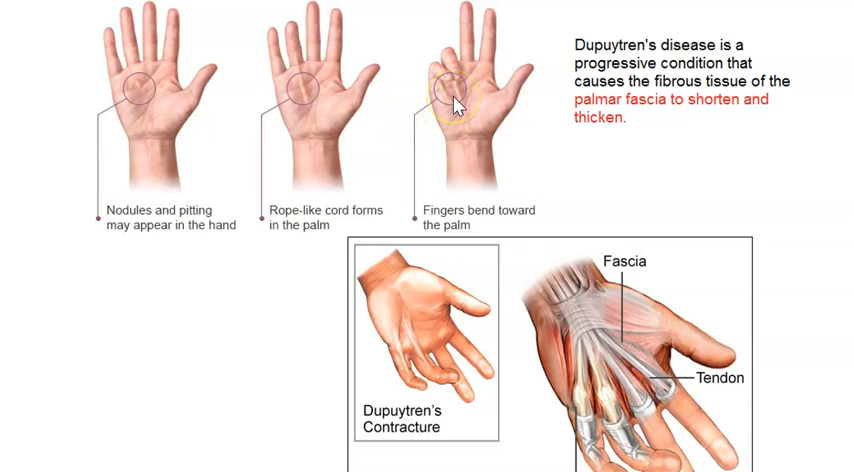 Dupuytren's disease is a
progressive condition that
causes the fibrous tissue of the
palmar fascia to shorten and
thicken.
Nodules and pitting
may appear in the hand
Rope-like cord forms
in the palm
Fingers bend toward
the palm
Fascia
Tendon
Dupuytren's
Contracture